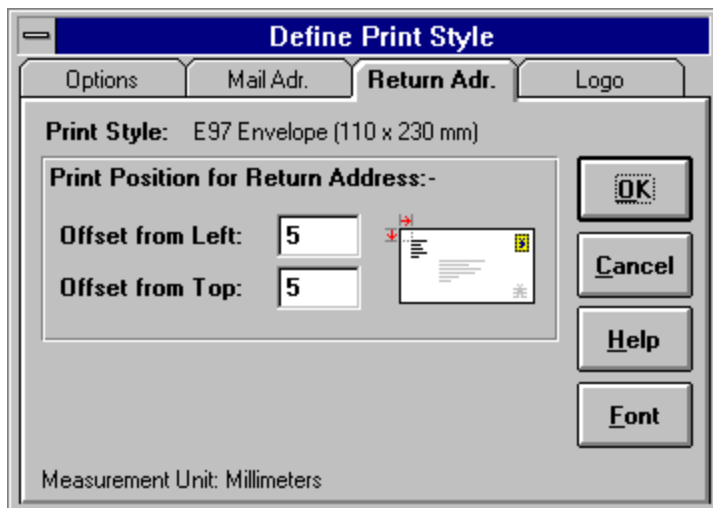 Define Print Style
Options Mail Adr. Return Adr. Logo
Print Style: E97 Envelope (110 x 230 mm)
Print Position for Return Address:-
OK
Offset from Left: 5
Cancel
Offset from Top: 5
Help
Font
Measurement Unit: Millimeters